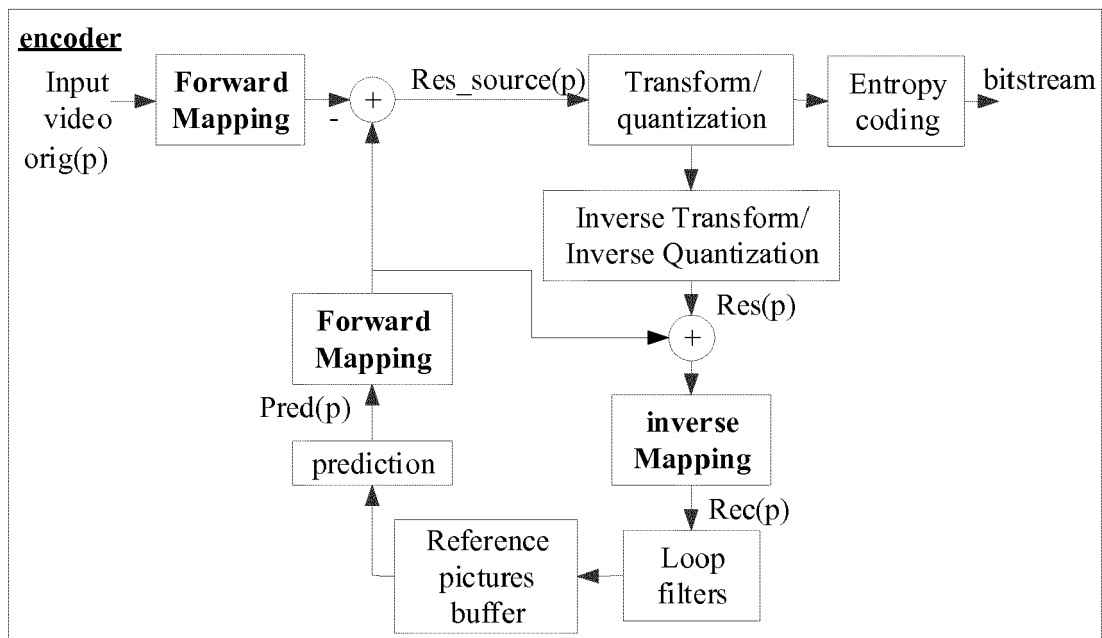 encoder
Input
video
orig(p)
Forward
Mapping
-
+
Res_source(p)
Transform/
quantization
Entropy
coding
bitstream
Inverse Transform/
Inverse Quantization
Res(p)
+
Forward
Mapping
Pred(p)
inverse
Mapping
prediction
Rec(p)
Reference
pictures
buffer
Loop
filters